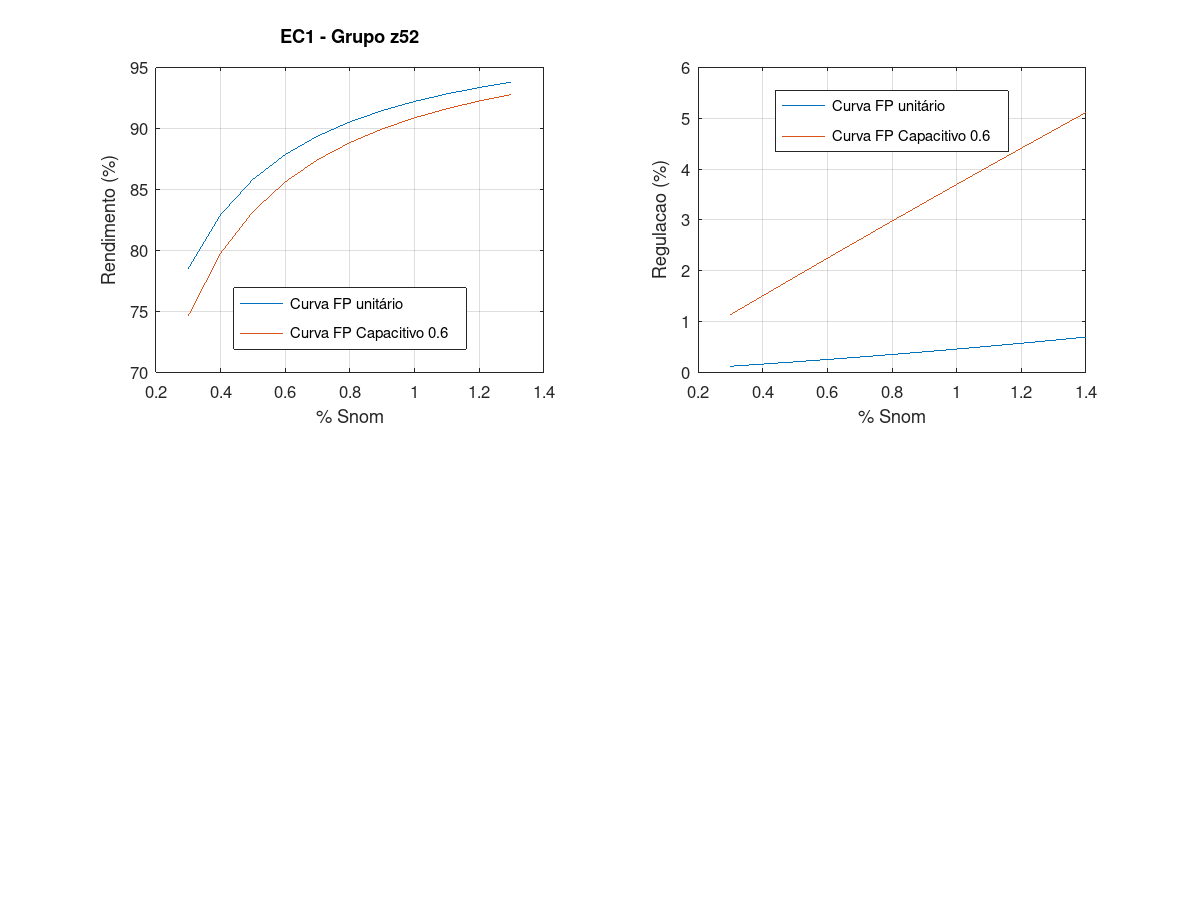 EC1 - Grupo z52
95
90
85
80
75
70
Rendimento (%)
Curva FP unitário
Curva FP Capacitivo 0.6
0.2 0.4 0.6 0.8 1 1.2 1.4
% Snom
6
5
4
3
2
1
0
Regulacao (%)
Curva FP unitário
Curva FP Capacitivo 0.6
0.2 0.4 0.6 0.8 1 1.2 1.4
% Snom